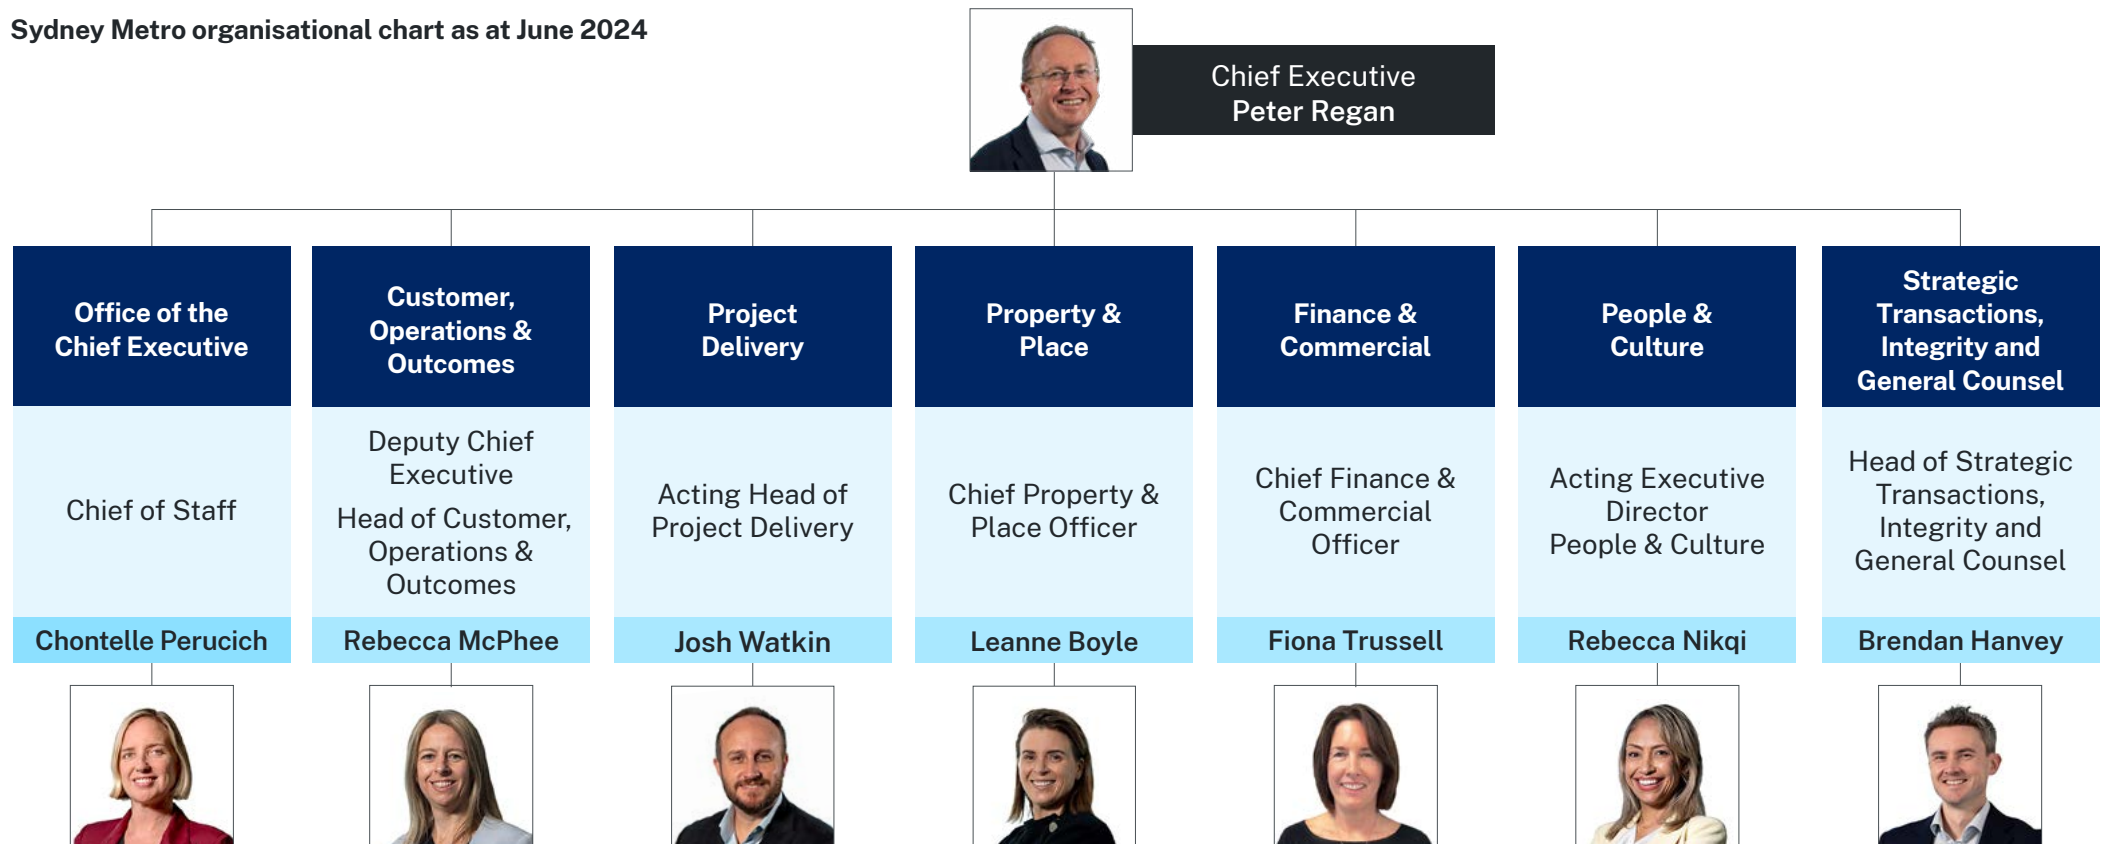 Sydney Metro organisational chart as at June 2024
Chief Executive
Peter Regan
Office of the
Chief Executive
Chief of Staff
Chontelle Perucich
Customer,
Operations &
Outcomes
Deputy Chief
Executive
Head of Customer,
Operations &
Outcomes
Rebecca McPhee
Project
Delivery
Acting Head of
Project Delivery
Josh Watkin
Property &
Place
Chief Property &
Place Officer
Leanne Boyle
Finance &
Commercial
Chief Finance &
Commercial
Officer
Fiona Trussell
People &
Culture
Acting Executive
Director
People & Culture
Rebecca Nikqi
Strategic
Transactions,
Integrity and
General Counsel
Head of Strategic
Transactions,
Integrity and
General Counsel
Brendan Hanvey